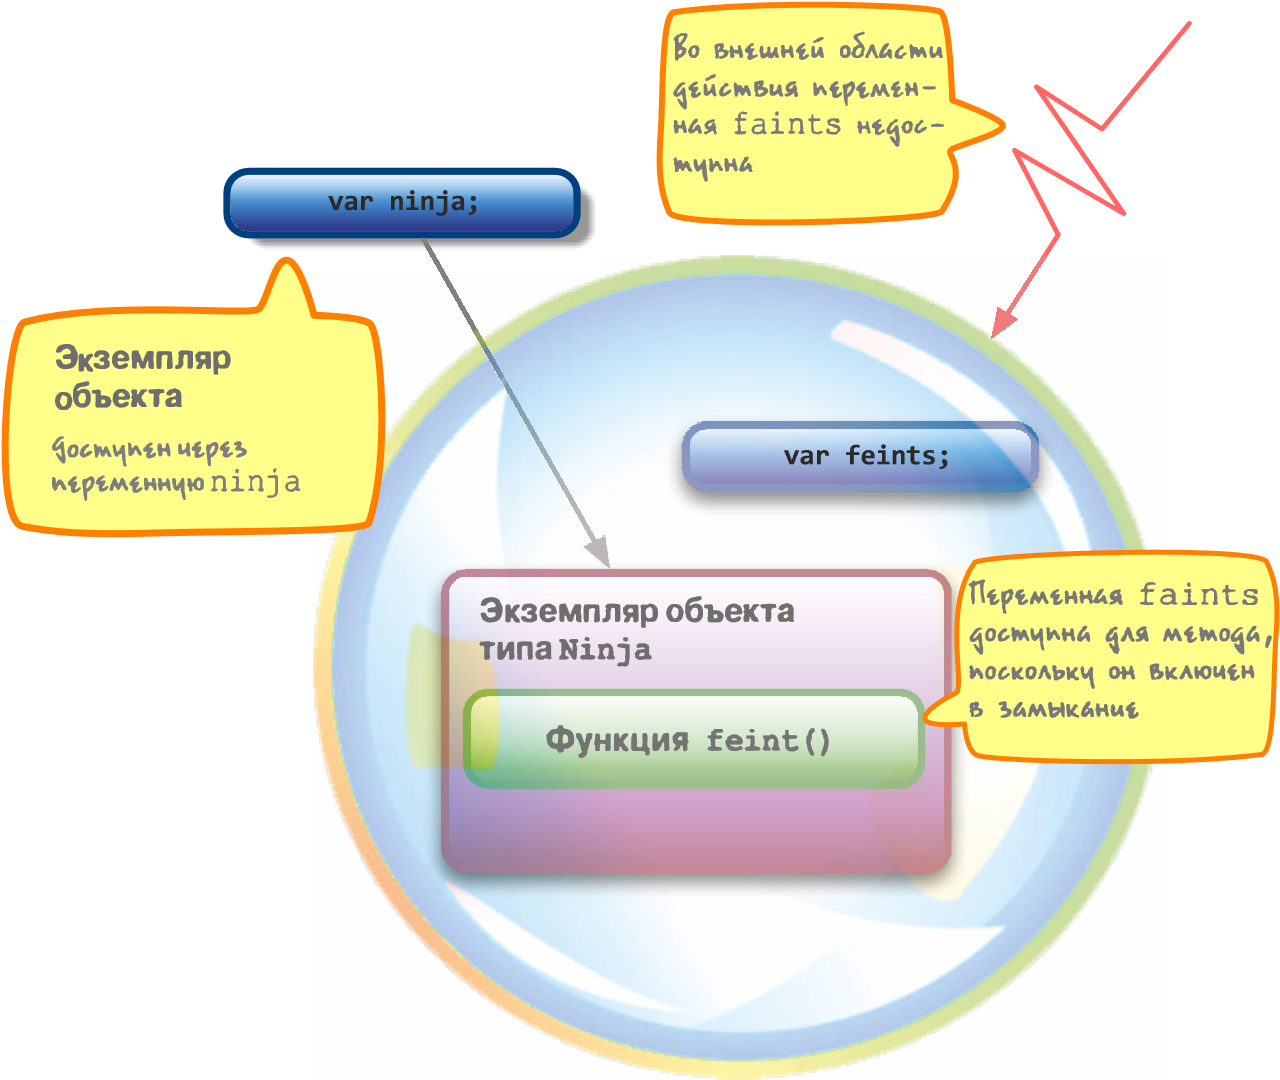 Во внешней области
действия перемен-
ная faints недос-
тупна
var ninja;
Экземпляр
объекта
доступен через
переменную ninja
var feints;
Экземпляр объекта
типа Ninja
Функция feint()
Переменная faints
доступна для метода,
поскольку он включен
в замыкание